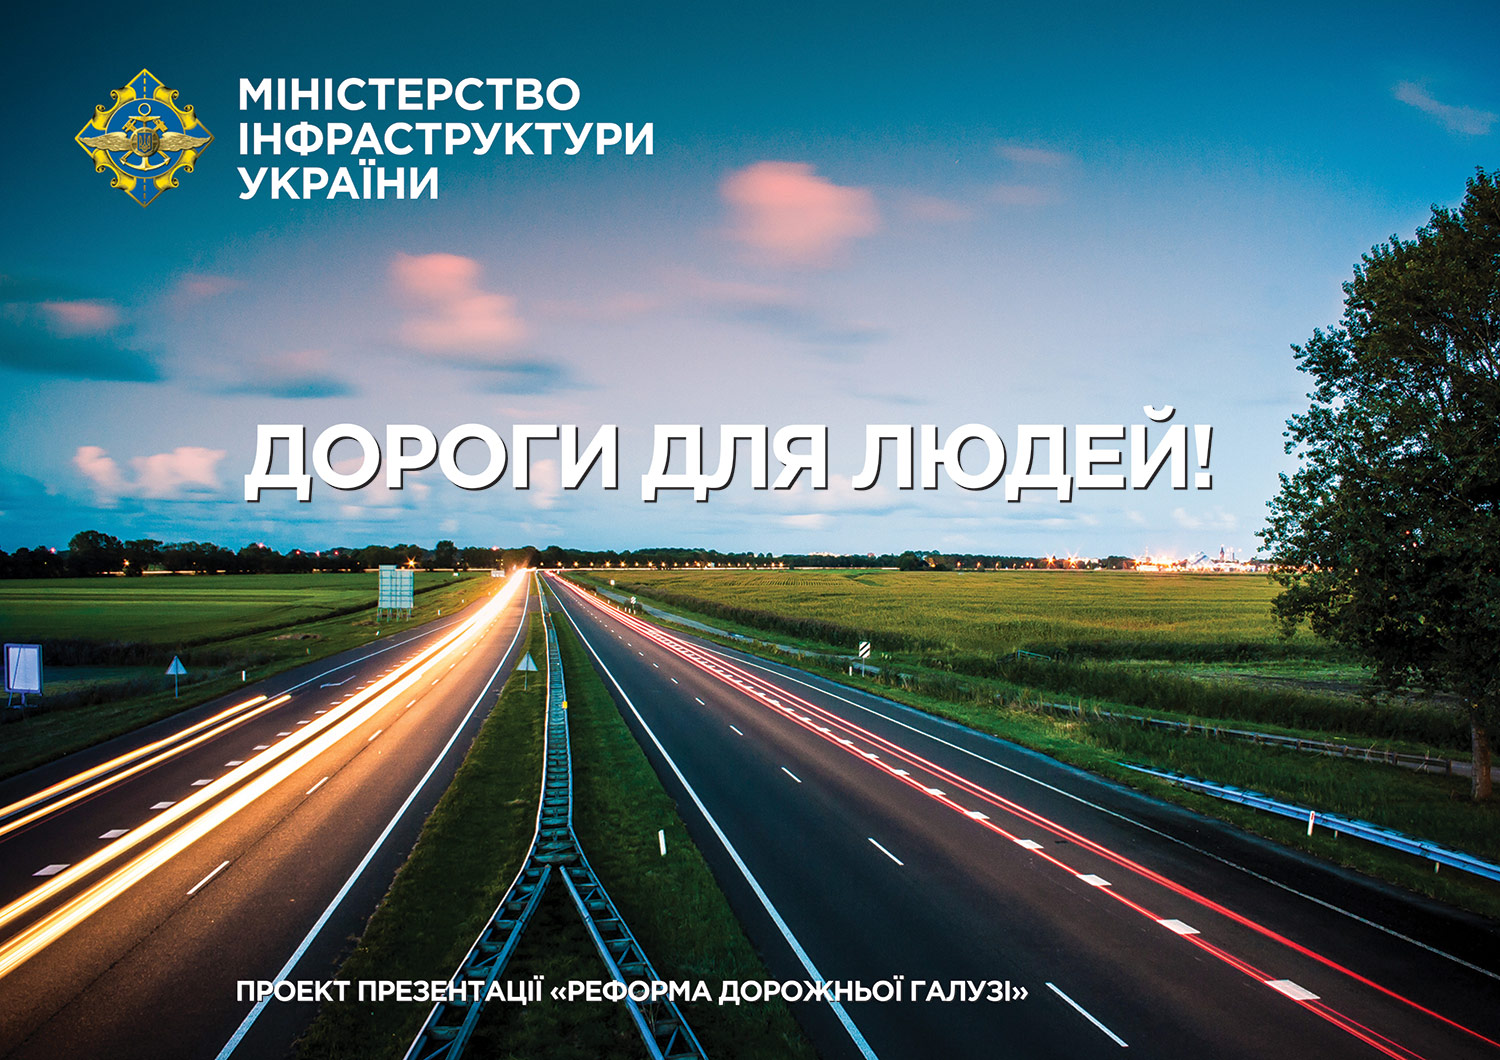 МІНІСТЕРСТВО
ІНФРАСТРУКТУРИ
УКРАЇНИ
ДОРОГИ ДЛЯ ЛЮДЕЙ!
ПРОЕКТ ПРЕЗЕНТАЦІЇ «РЕФОРМА ДОРОЖНЬОЇ ГАЛУЗІ»